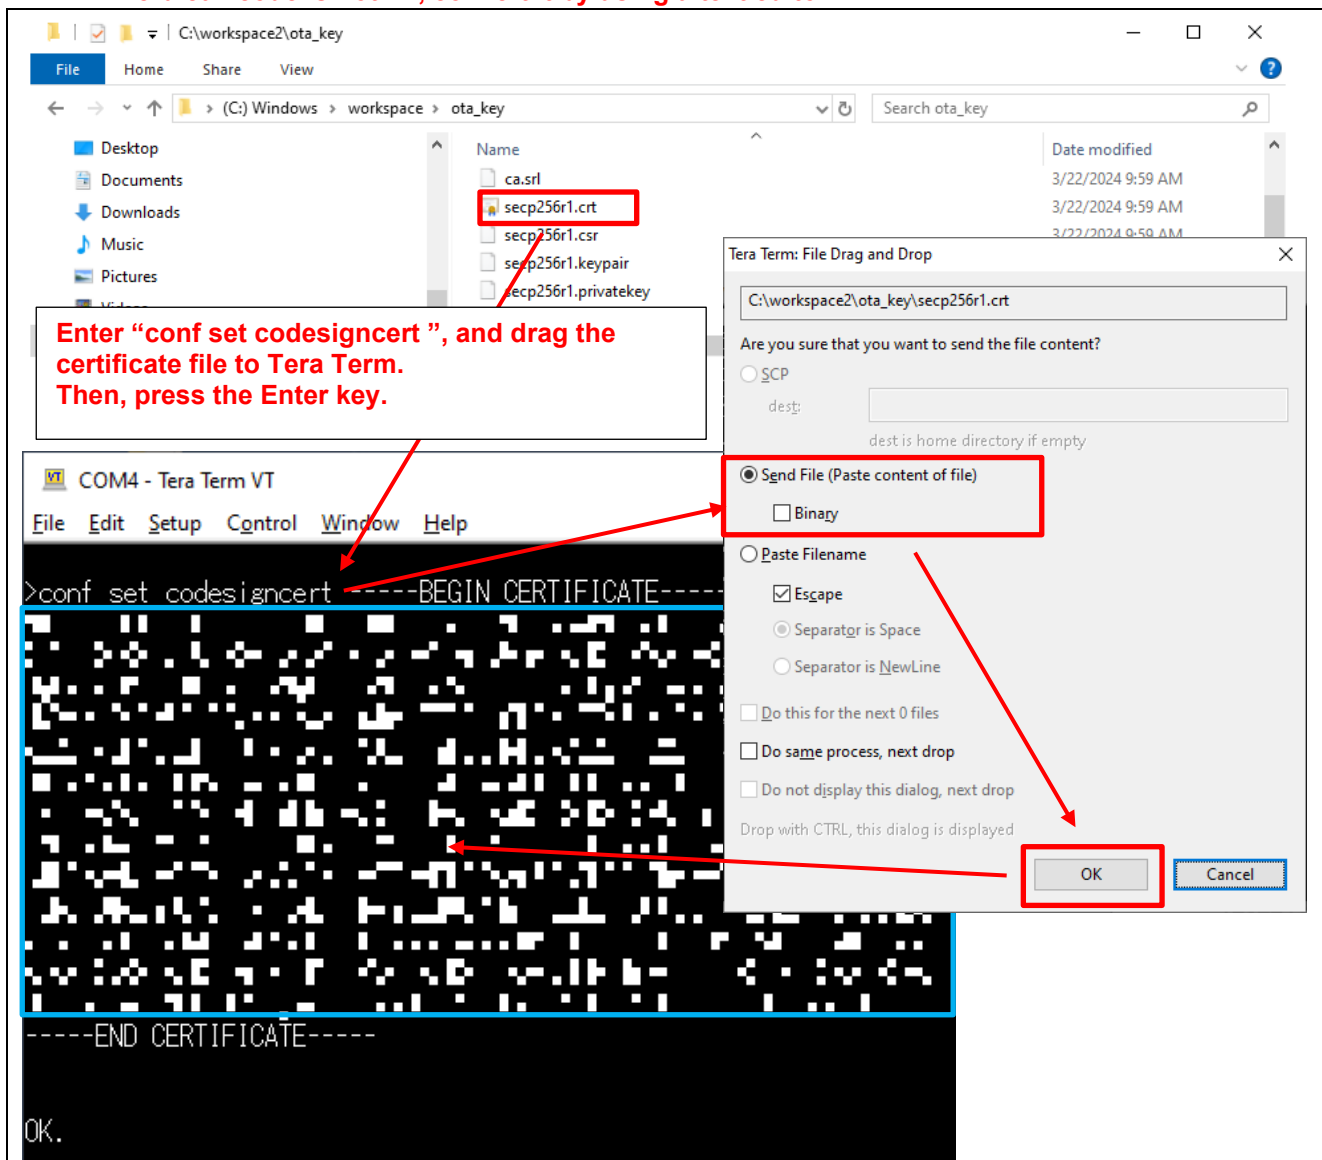 C:\workspace2\ota_key
File Home Share View
(C:) Windows > workspace > ota_key
Search ota_key
Desktop
Documents
Downloads
Music
Pictures
Name Date modified
ca.srl 3/22/2024 9:59 AM
secp256r1.crt 3/22/2024 9:59 AM
secp256r1.csr 3/22/2024 9:59 AM
secp256r1.keypair
secp256r1.privatekey
Enter “conf set codesigncert ”, and drag the
certificate file to Tera Term.
Then, press the Enter key.
Tera Term: File Drag and Drop
C:\workspace2\ota_key\secp256r1.crt
Are you sure that you want to send the file content?
SCP
dest:
dest is home directory if empty
Send File (Paste content of file)
Binary
Paste Filename
Escape
Separator is Space
Separator is NewLine
Do this for the next 0 files
Do same process, next drop
Do not display this dialog, next drop
Drop with CTRL, this dialog is displayed
OK Cancel
COM4 - Tera Term VT
File Edit Setup Control Window Help
>conf set codesigncert -----BEGIN CERTIFICATE-----
-----END CERTIFICATE-----
OK.